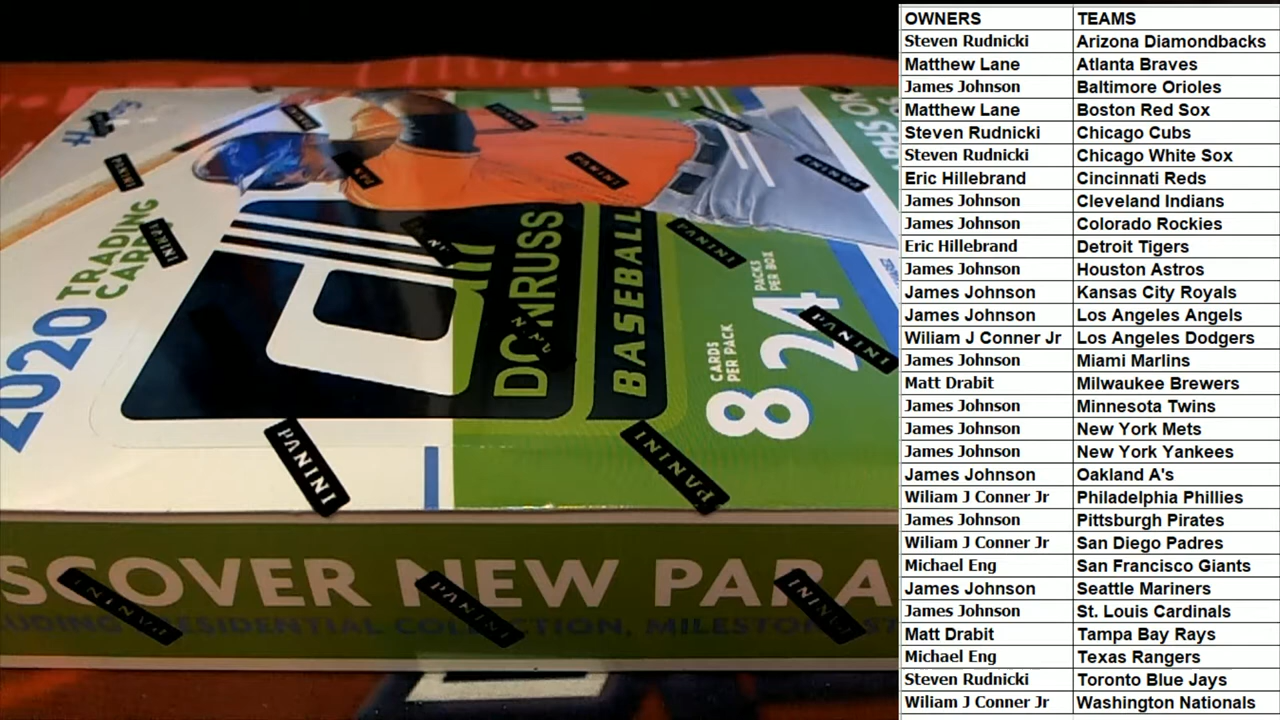 2020 TRADING
CARDS
DONRUSS
BASEBALL
8 CARDS
PER PACK
24 PACKS
PER BOX
PANINI
PANINI
PANINI
PANINI
PANINI
PANINI
PANINI
PANINI
PANINI
SCOVER NEW PARA
OWNERS TEAMS
Steven Rudnicki Arizona Diamondbacks
Matthew Lane Atlanta Braves
James Johnson Baltimore Orioles
Matthew Lane Boston Red Sox
Steven Rudnicki Chicago Cubs
Steven Rudnicki Chicago White Sox
Eric Hillebrand Cincinnati Reds
James Johnson Cleveland Indians
James Johnson Colorado Rockies
Eric Hillebrand Detroit Tigers
James Johnson Houston Astros
James Johnson Kansas City Royals
James Johnson Los Angeles Angels
Wiliam J Conner Jr Los Angeles Dodgers
James Johnson Miami Marlins
Matt Drabit Milwaukee Brewers
James Johnson Minnesota Twins
James Johnson New York Mets
James Johnson New York Yankees
James Johnson Oakland A's
Wiliam J Conner Jr Philadelphia Phillies
James Johnson Pittsburgh Pirates
Wiliam J Conner Jr San Diego Padres
Michael Eng San Francisco Giants
James Johnson Seattle Mariners
James Johnson St. Louis Cardinals
Matt Drabit Tampa Bay Rays
Michael Eng Texas Rangers
Steven Rudnicki Toronto Blue Jays
Wiliam J Conner Jr Washington Nationals